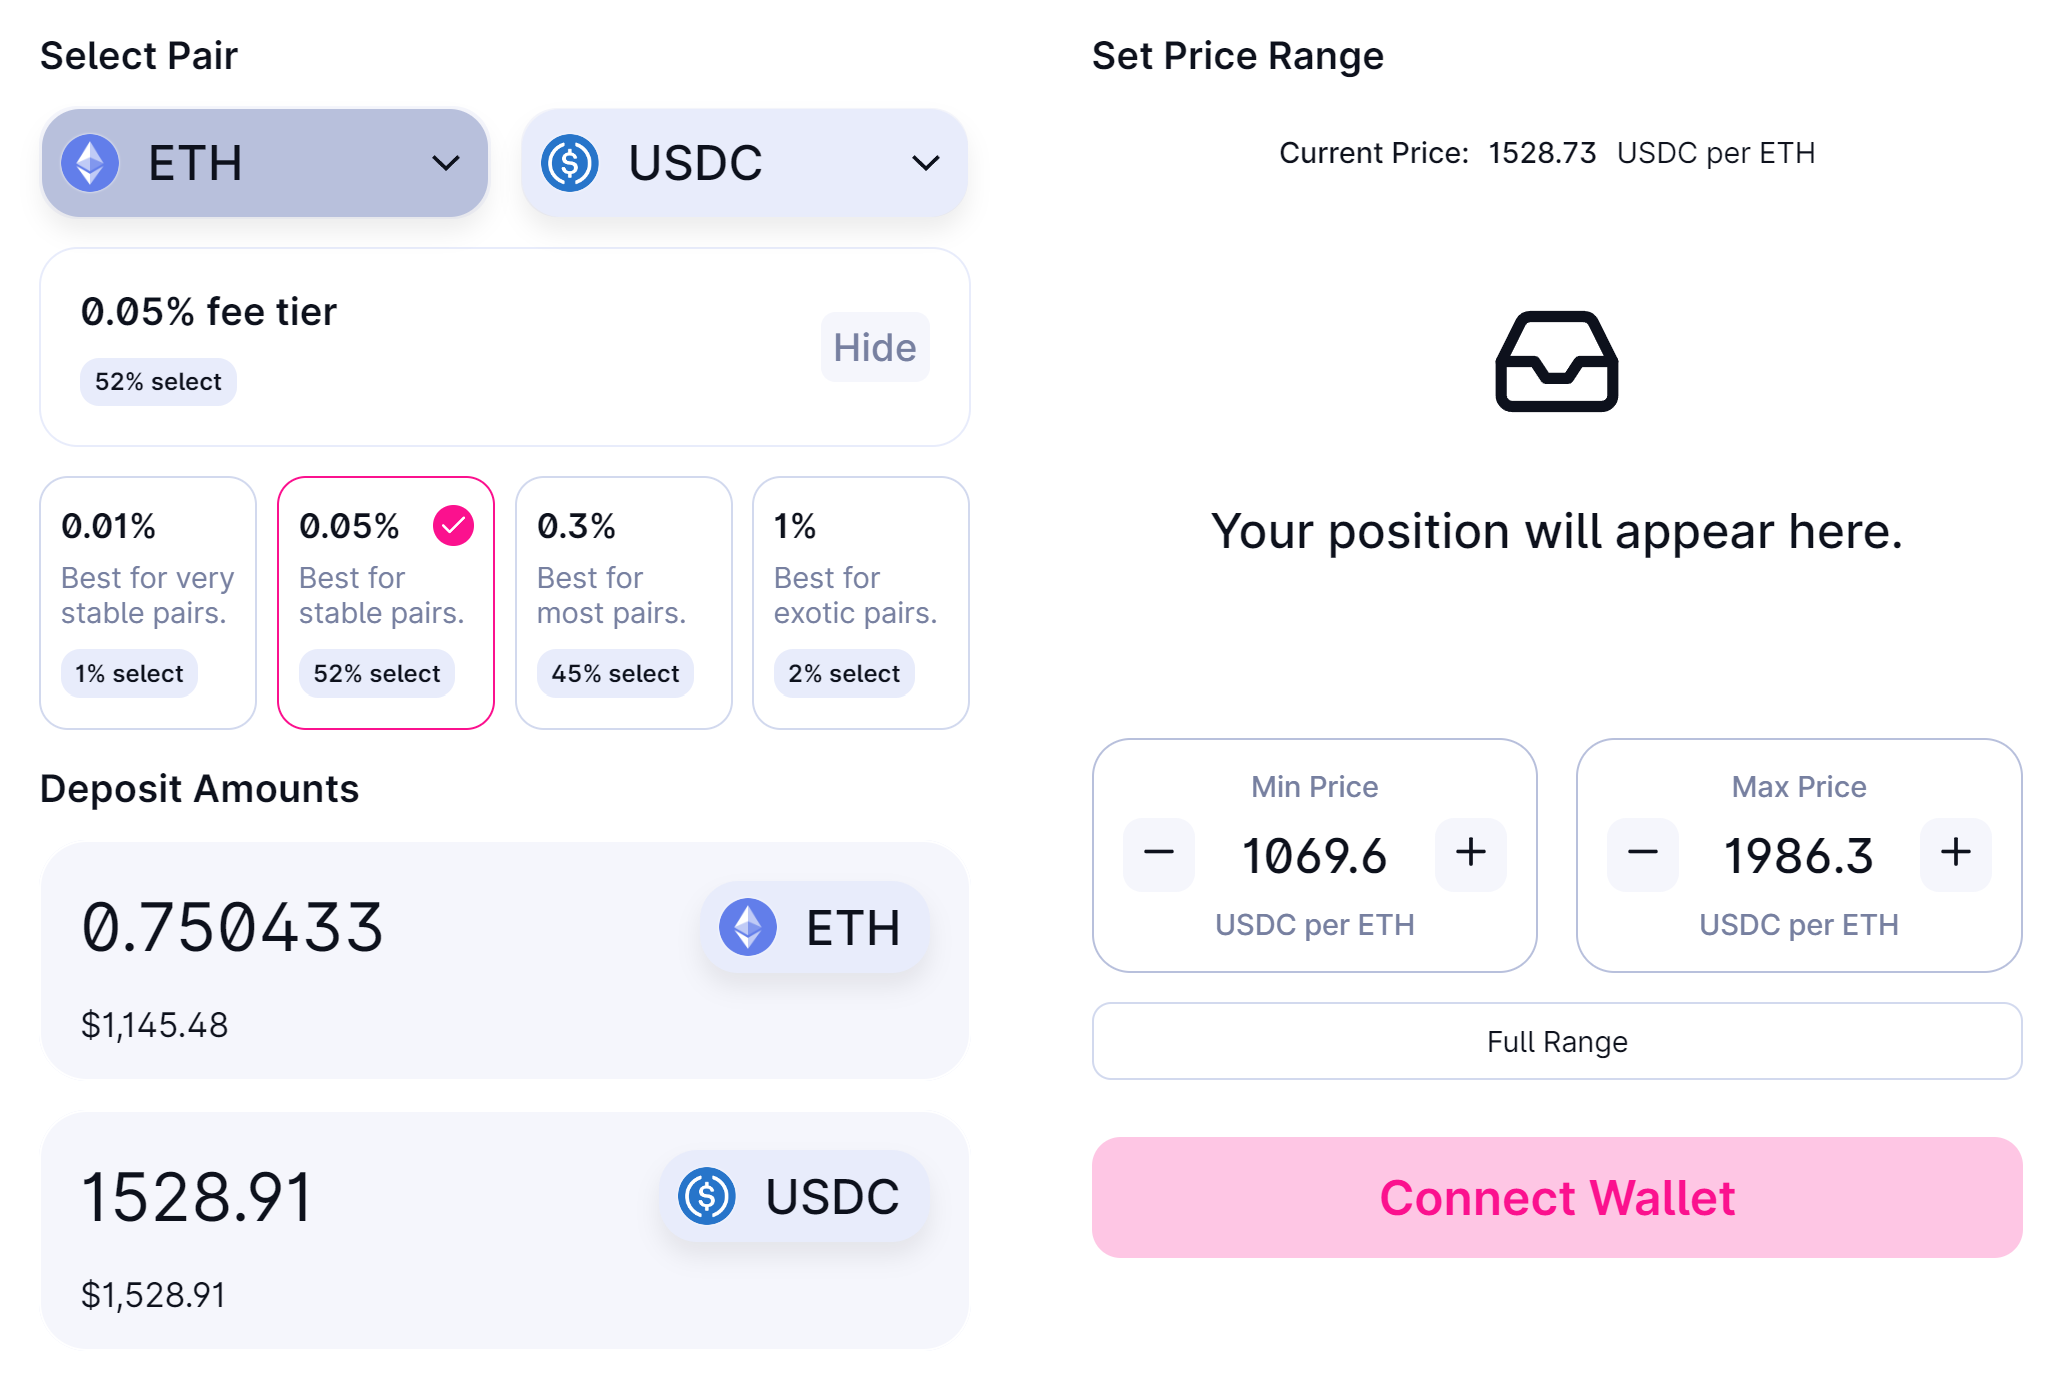 Select Pair
ETH
USDC
0.05% fee tier
52% select
Hide
0.01%
Best for very
stable pairs.
1% select
0.05%
Best for
stable pairs.
52% select
0.3%
Best for
most pairs.
45% select
1%
Best for
exotic pairs.
2% select
Deposit Amounts
0.750433
ETH
$1,145.48
1528.91
USDC
$1,528.91
Set Price Range
Current Price: 1528.73 USDC per ETH
Your position will appear here.
Min Price
1069.6
USDC per ETH
Max Price
1986.3
USDC per ETH
Full Range
Connect Wallet